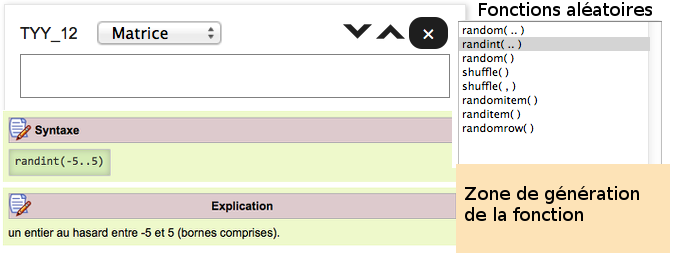 TYY_12 Matrice
Syntaxe
randint(-5..5)
Explication
un entier au hasard entre -5 et 5 (bornes comprises).
Fonctions aléatoires
random( .. )
randint( .. )
random( )
shuffle( )
shuffle( , )
randomitem( )
randitem( )
randomrow( )
Zone de génération
de la fonction